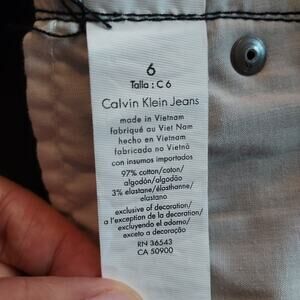 6
Talla : C 6
Calvin Klein Jeans
made in Vietnam
fabriqué au Viet Nam
hecho en Vietnam
fabricado no Vietnã
con insumos importados
97% cotton/coton/
algodón/algodão
3% elastane/élasthanne/
elastano
exclusive of decoration/
a l'exception de la decoration/
excluyendo el adorno/
exceto a decoração
RN 36543
CA 50900